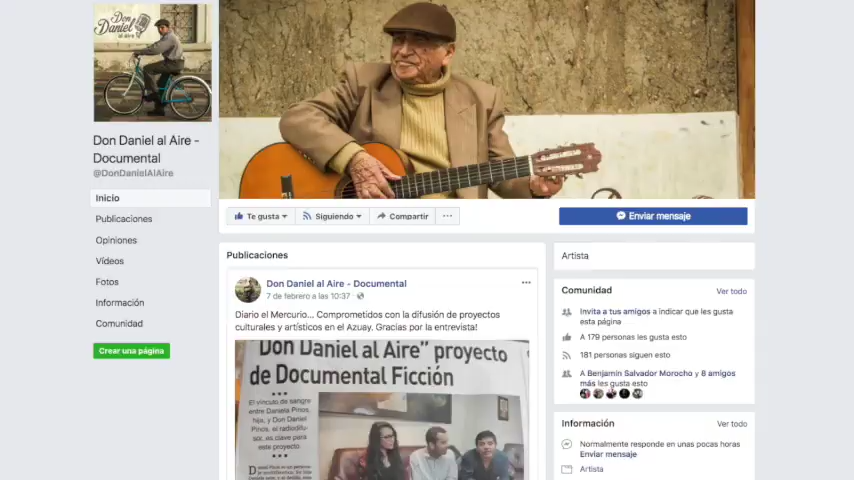 Don
Daniel
al aire
Don Daniel al Aire -
Documental
@DonDanielAlAire
Inicio
Publicaciones
Opiniones
Vídeos
Fotos
Información
Comunidad
Crear una página
Te gusta
Siguiendo
Compartir
Enviar mensaje
Publicaciones
Don Daniel al Aire - Documental
7 de febrero a las 10:37
Diario el Mercurio... Comprometidos con la difusión de proyectos
culturales y artísticos en el Azuay. Gracias por la entrevista!
"Don Daniel al Aire" proyecto
de Documental Ficción
El vínculo de sangre
entre Daniela Pinos,
hija, y Don Daniel
Pinos, el radiodifu-
sor, es clave para
este proyecto.
Artista
Comunidad
Ver todo
Invita a tus amigos a indicar que les gusta
esta página
A 179 personas les gusta esto
181 personas siguen esto
A Benjamin Salvador Morocho y 8 amigos
más les gusta esto
Información
Ver todo
Normalmente responde en unas pocas horas
Enviar mensaje
Artista